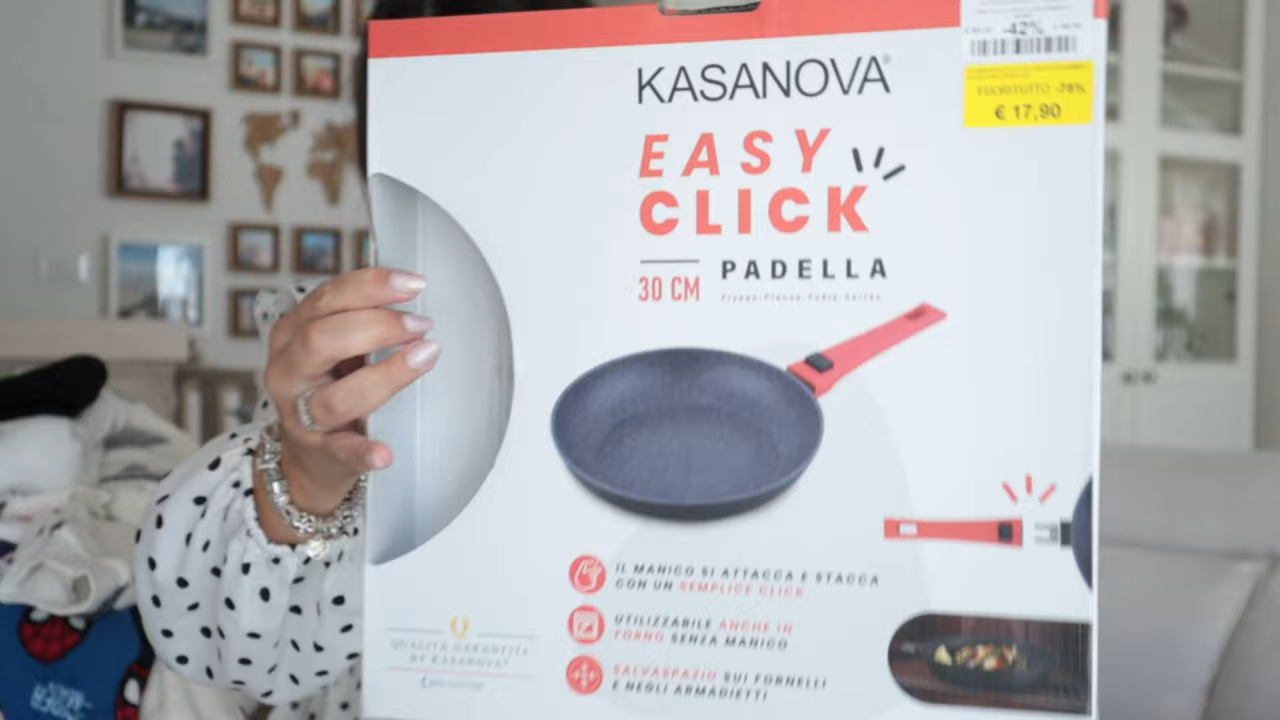 -42%
FUORITUTTO -78%
€ 17,90
KASANOVA
EASY
CLICK
30 CM PADELLA
IL MANICO SI ATTACCA E STACCA
CON UN SEMPLICE CLICK
UTILIZZABILE ANCHE IN
FORNO SENZA MANICO
SALVASPAZIO SUI FORNELLI
E NEGLI ARMADIETTI
QUALITÀ GARANTITA
BY KASANOVA